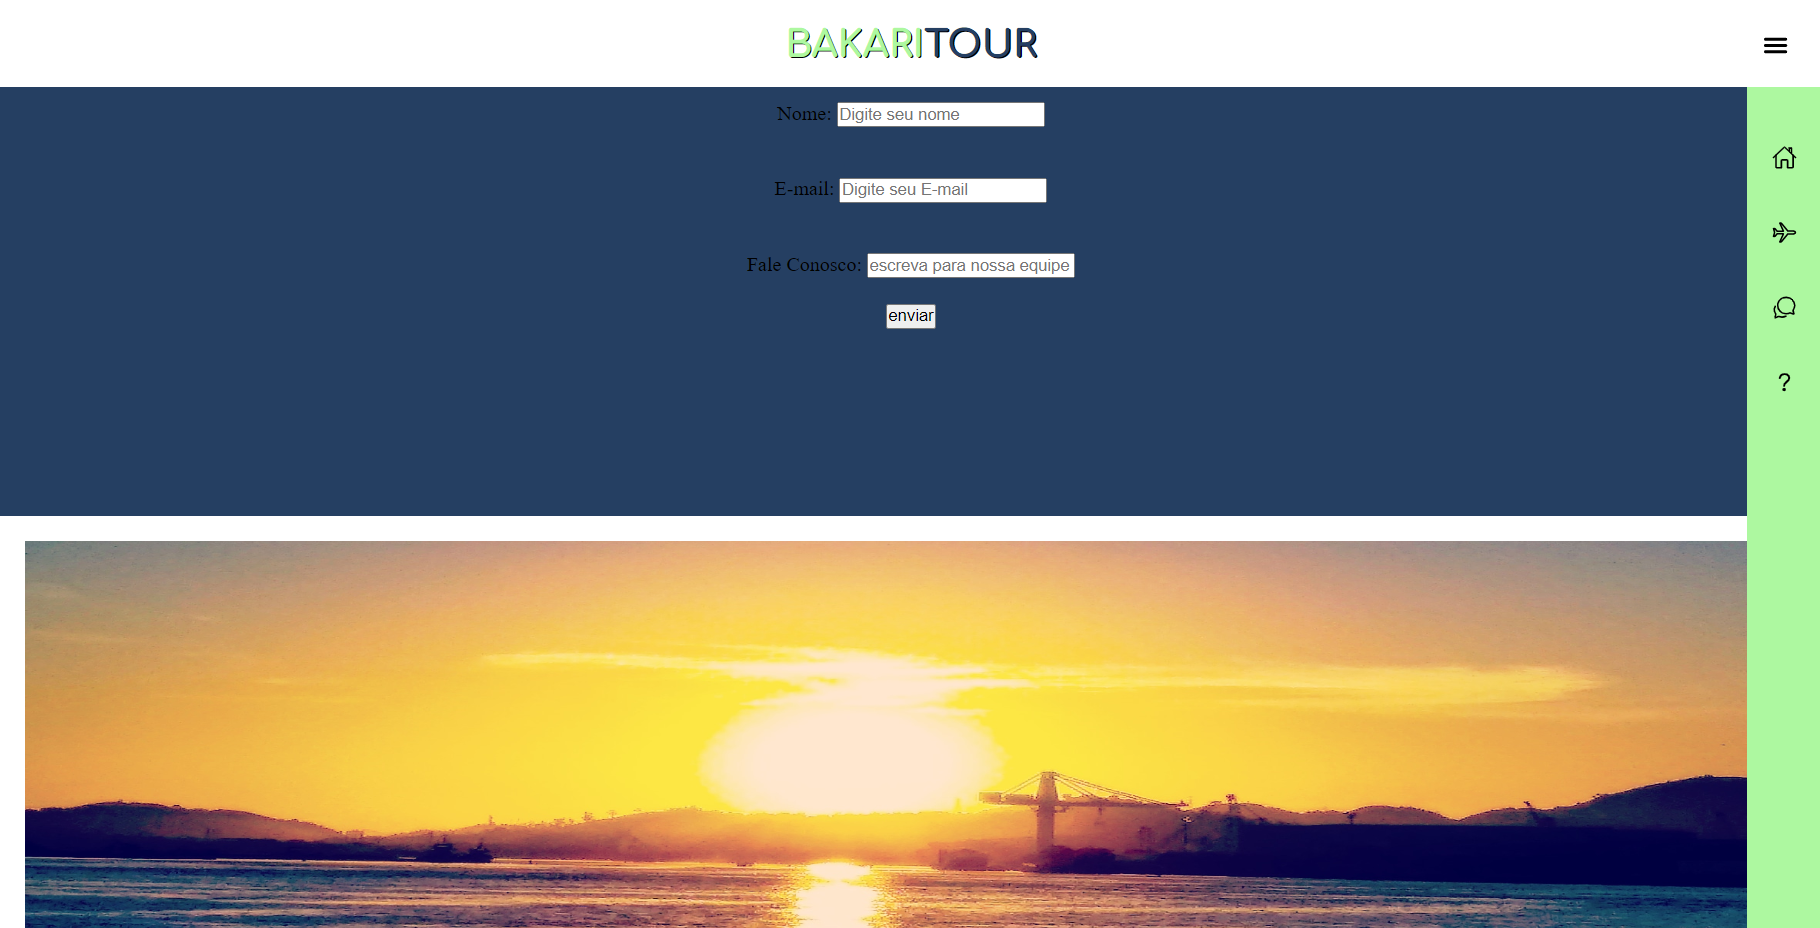 BAKARITOUR
Nome: Digite seu nome
E-mail: Digite seu E-mail
Fale Conosco: escreva para nossa equipe
enviar
?